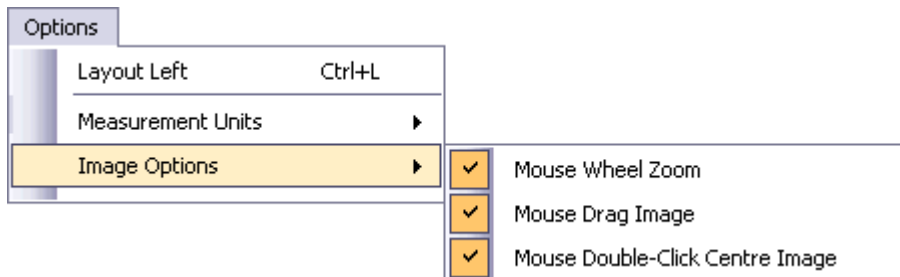 Options
Layout Left Ctrl+L
Measurement Units
Image Options
Mouse Wheel Zoom
Mouse Drag Image
Mouse Double-Click Centre Image